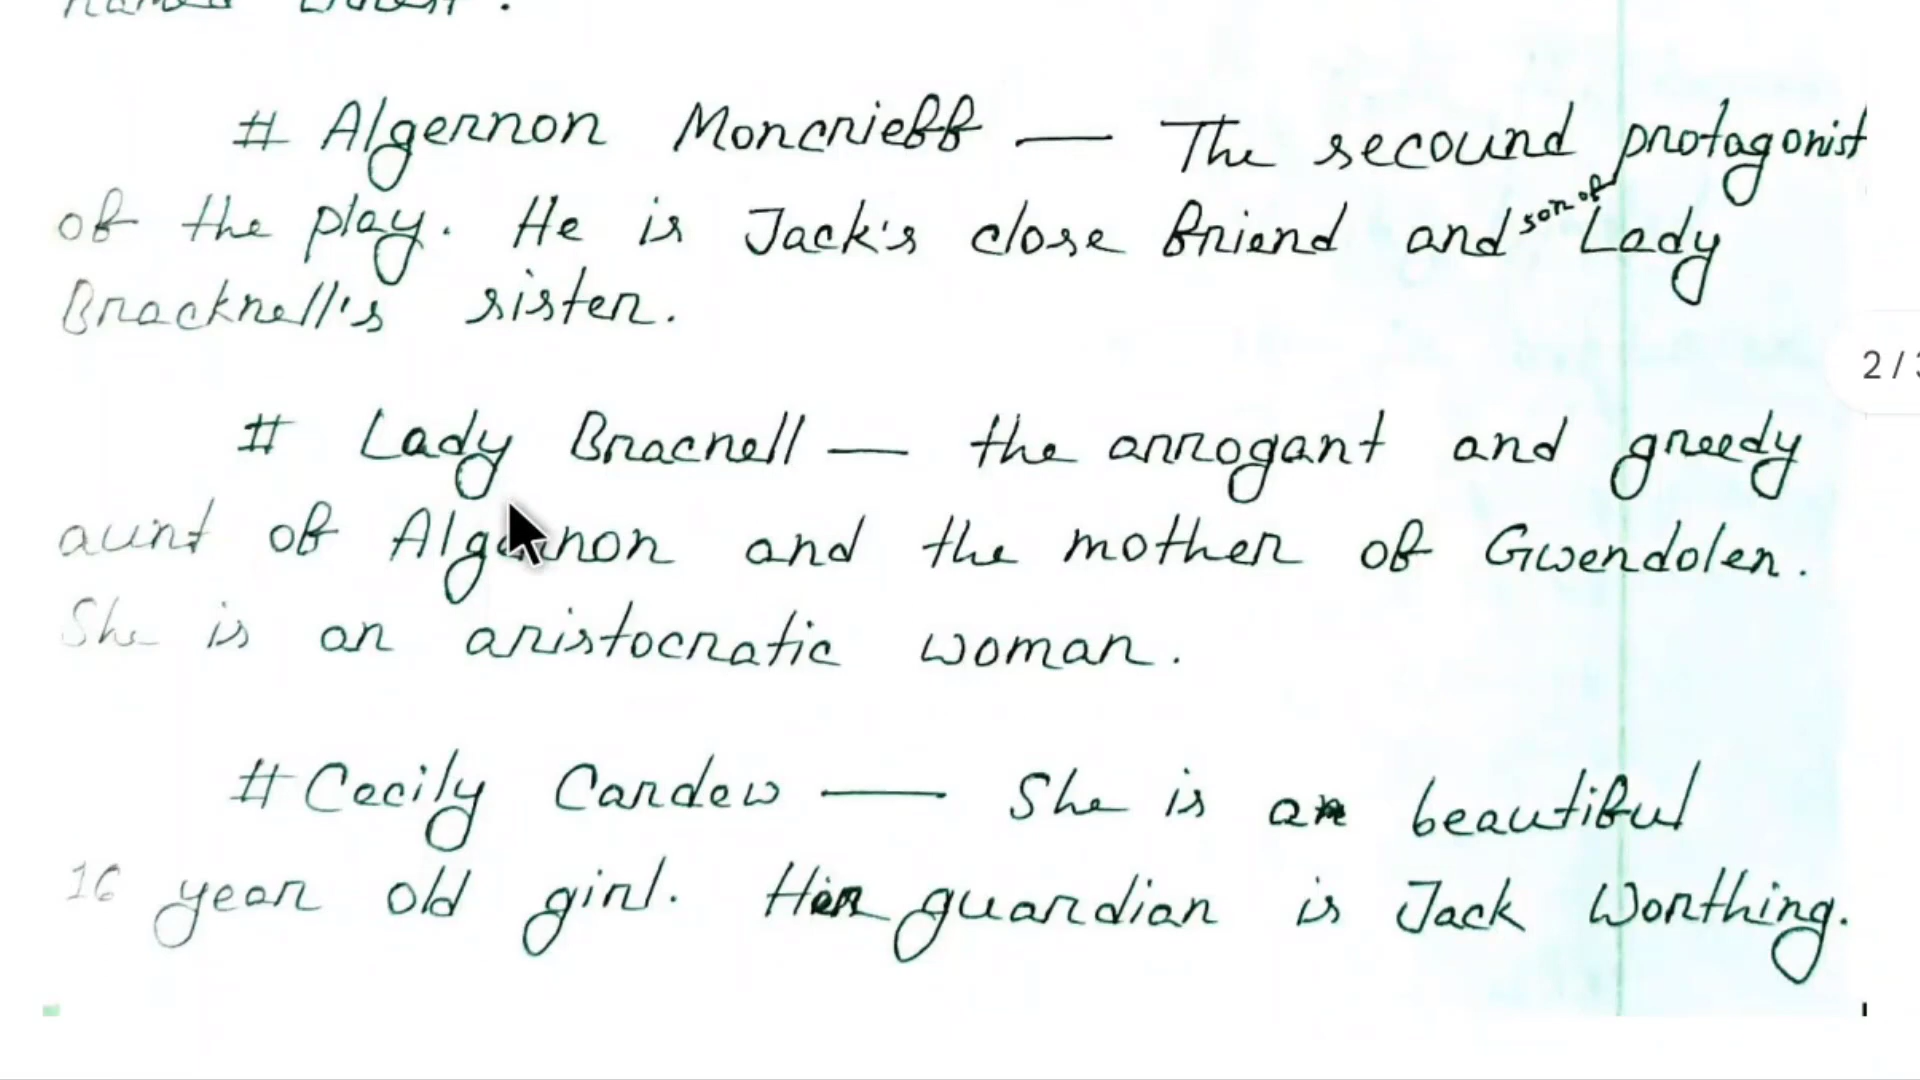 # Algernon Moncrieff — The secound protagonist
of the play. He is Jack's close friend and son of Lady
Bracknell's sister.
# Lady Bracnell — the arrogant and greedy
aunt of Algernon and the mother of Gwendolen.
She is an aristocratic woman.
# Cecily Cardew — She is a beautiful
16 year old girl. Her guardian is Jack Worthing.
2 /